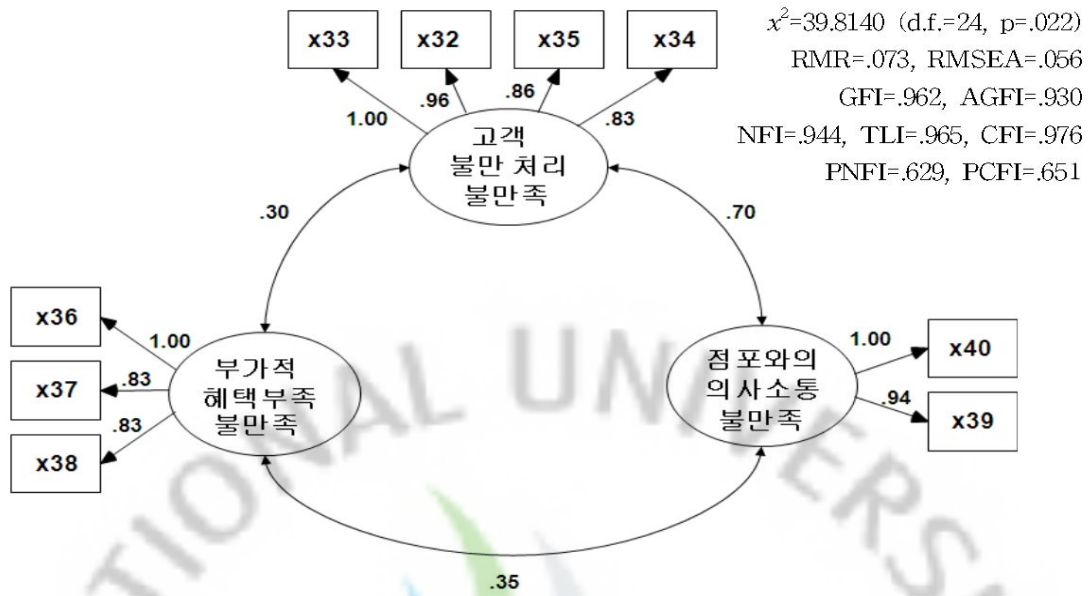 x33
x32
x35
x34
x²=39.8140 (d.f.=24, p=.022)
RMR=.073, RMSEA=.056
GFI=.962, AGFI=.930
NFI=.944, TLI=.965, CFI=.976
PNFI=.629, PCFI=.651
1.00
.96
.86
.83
고객
불만 처리
불만족
.30
.70
x36
x37
x38
1.00
.83
.83
부가적
혜택부족
불만족
점포와의
의사소통
불만족
1.00
.94
x40
x39
.35
TIONAL UNIVERSI